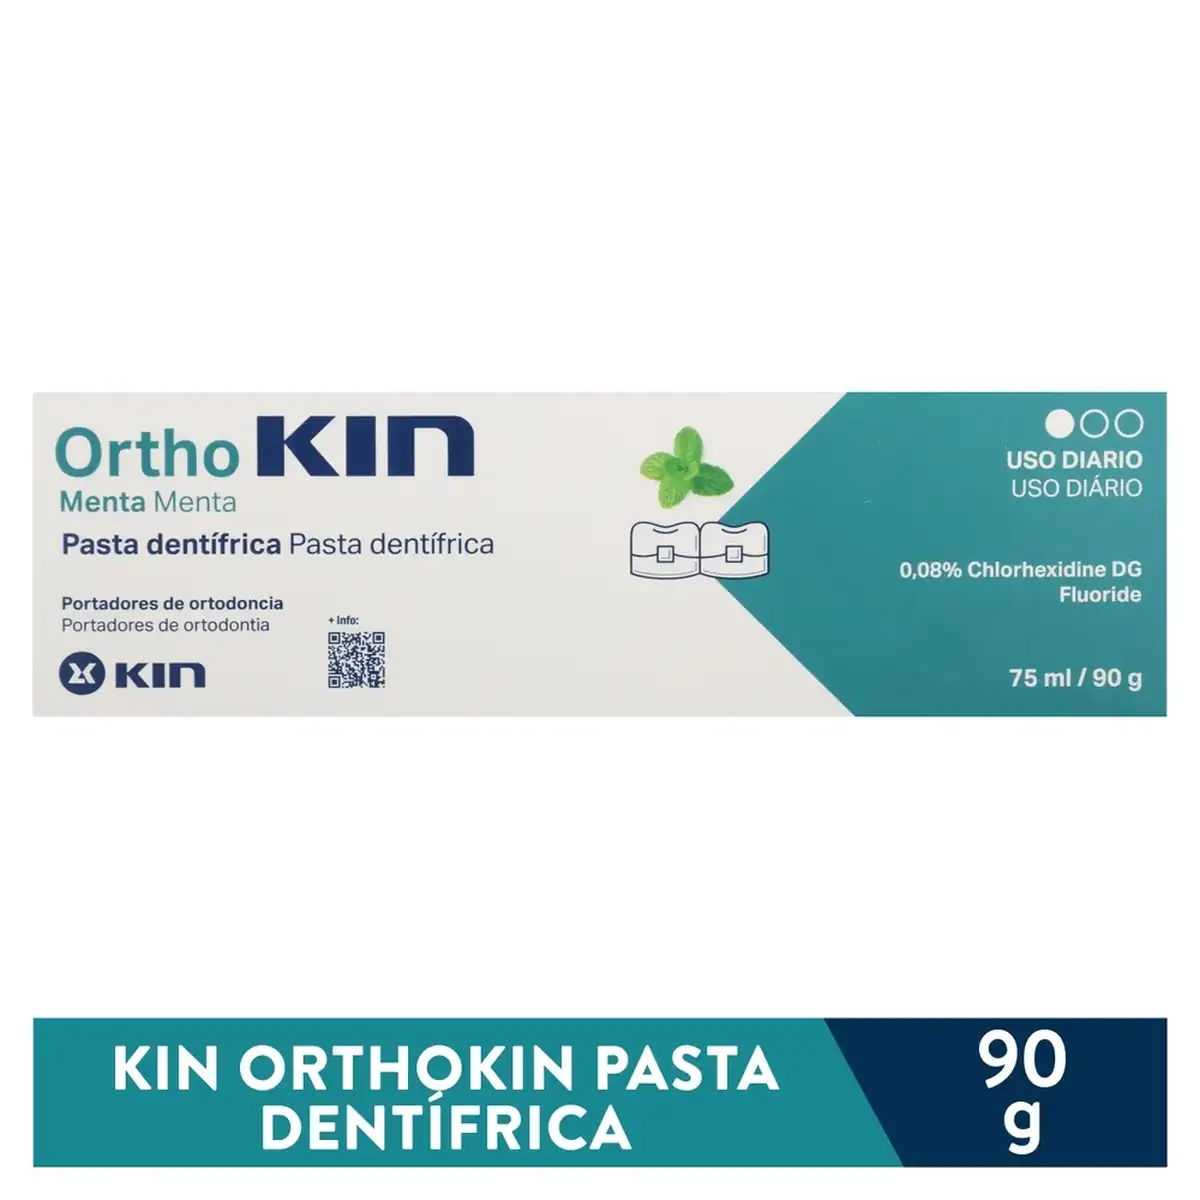 Ortho KIN
Menta Menta
Pasta dentífrica Pasta dentífrica
Portadores de ortodoncia
Portadores de ortodontia
+ Info:
KIN
USO DIARIO
USO DIÁRIO
0,08% Chlorhexidine DG
Fluoride
75 ml / 90 g
KIN ORTHOKIN PASTA
DENTÍFRICA
90
g